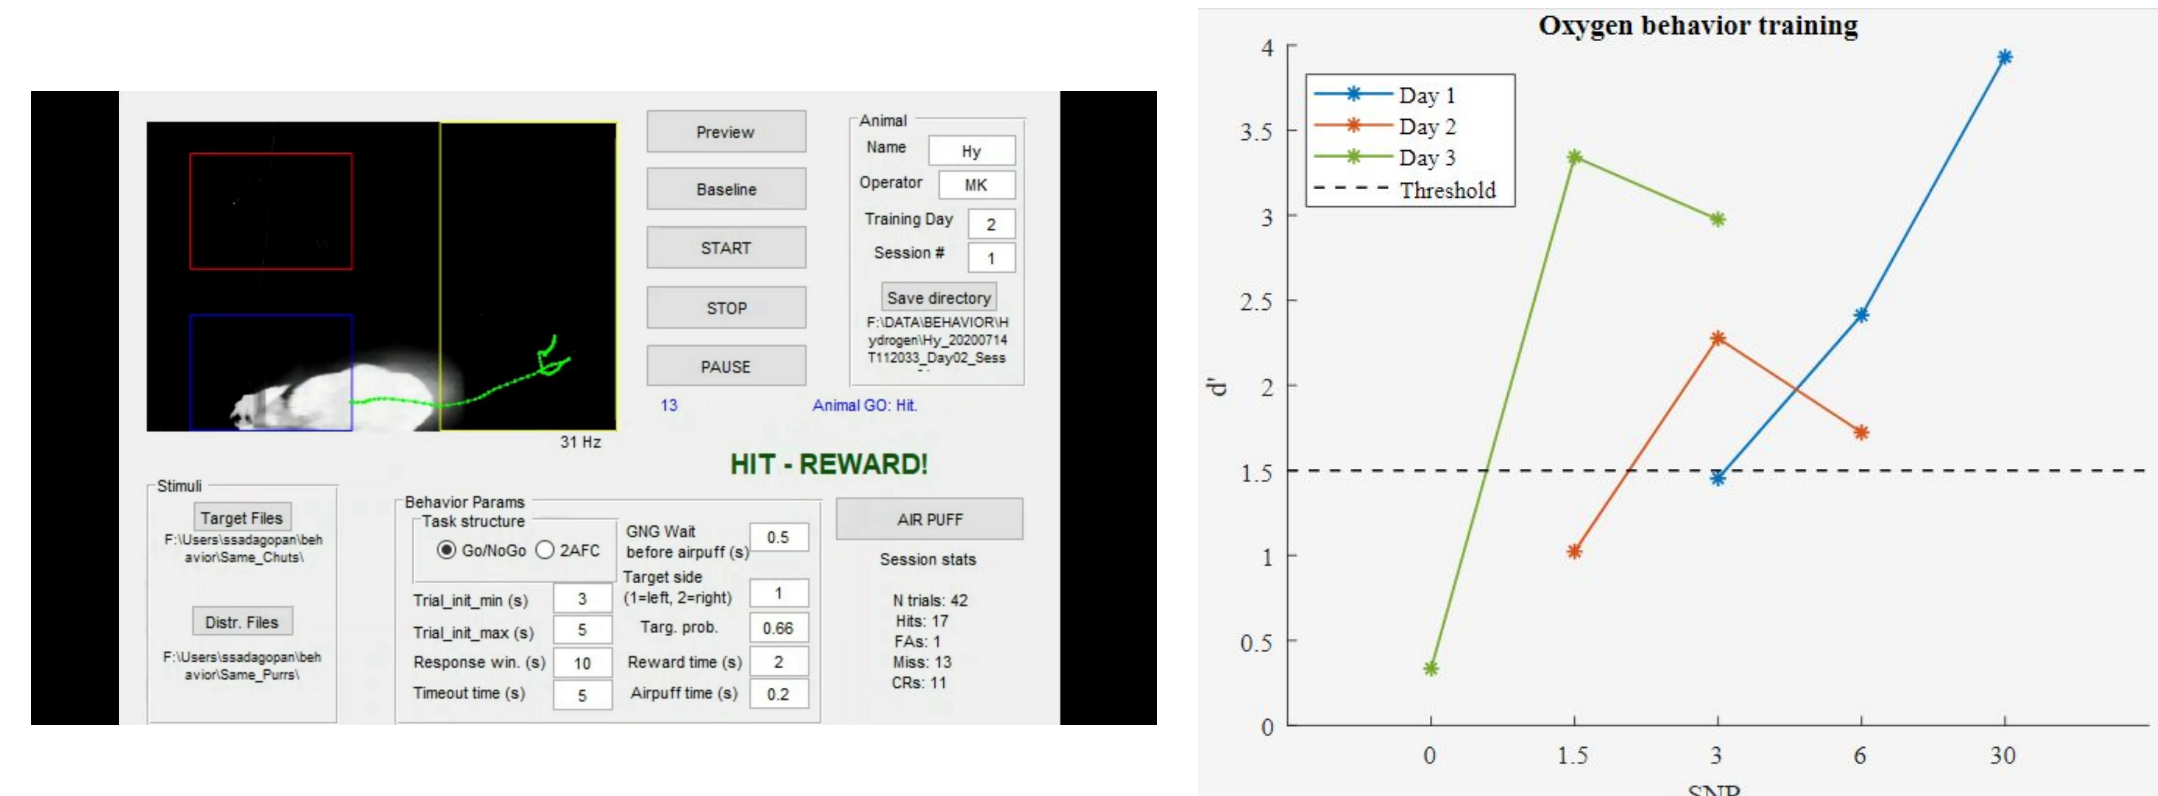 Preview
Baseline
START
STOP
PAUSE
Animal
Name
Hy
Operator
MK
Training Day
2
Session #
1
Save directory
F:\DATA\BEHAVIOR\H
ydrogen\Hy_20200714
T112033_Day02_Sess
13
Animal GO: Hit.
31 Hz
HIT - REWARD!
Stimuli
Target Files
F:\Users\ssadagopan\beh
avior\Same_Chuts\
Distr. Files
F:\Users\ssadagopan\beh
avior\Same_Purrs\
Behavior Params
Task structure
Go/NoGo 2AFC
Trial_init_min (s) 3
Trial_init_max (s) 5
Response win. (s) 10
Timeout time (s) 5
GNG Wait
before airpuff (s) 0.5
Target side
(1=left, 2=right) 1
Targ. prob. 0.66
Reward time (s) 2
Airpuff time (s) 0.2
AIR PUFF
Session stats
N trials: 42
Hits: 17
FAs: 1
Miss: 13
CRs: 11
Oxygen behavior training
Day 1
Day 2
Day 3
Threshold
d'
4
3.5
3
2.5
2
1.5
1
0.5
0
0 1.5 3 6 30
SNR